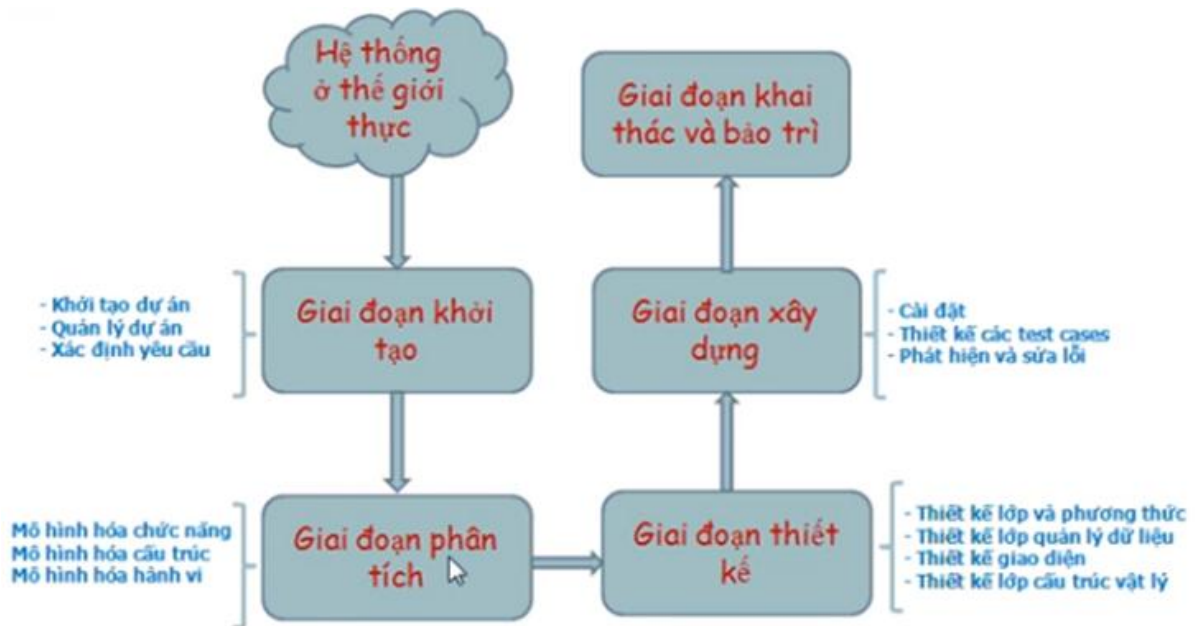 Hệ thống
ở thế giới
thực
Giai đoạn khai
thác và bảo trì
- Khởi tạo dự án
- Quản lý dự án
- Xác định yêu cầu
Giai đoạn khởi
tạo
Giai đoạn xây
dựng
- Cài đặt
- Thiết kế các test cases
- Phát hiện và sửa lỗi
Mô hình hóa chức năng
Mô hình hóa cấu trúc
Mô hình hóa hành vi
Giai đoạn phân
tích
Giai đoạn thiết
kế
- Thiết kế lớp và phương thức
- Thiết kế lớp quản lý dữ liệu
- Thiết kế giao diện
- Thiết kế lớp cấu trúc vật lý